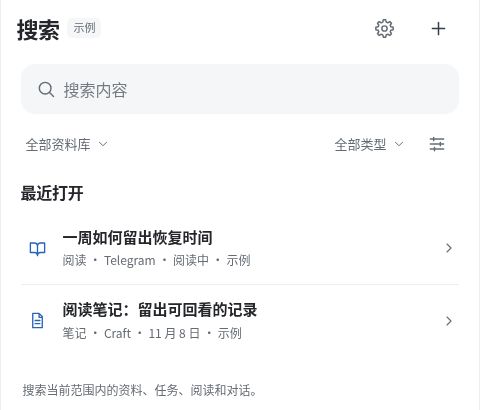 搜索 示例
搜索内容
全部资料库 全部类型
最近打开
一周如何留出恢复时间
阅读 · Telegram · 阅读中 · 示例
阅读笔记：留出可回看的记录
笔记 · Craft · 11 月 8 日 · 示例
搜索当前范围内的资料、任务、阅读和对话。